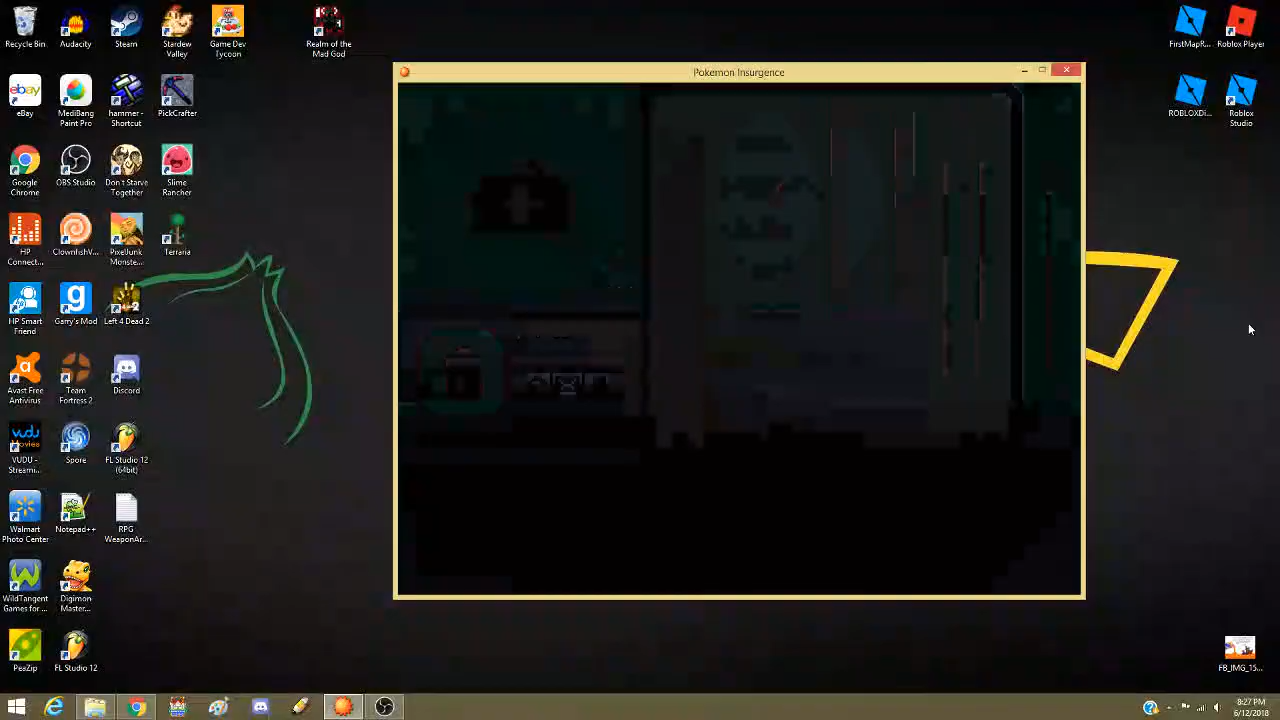 Recycle Bin
Audacity
Steam
Stardew Valley
Game Dev Tycoon
Realm of the Mad God
FirstMapR...
Roblox Player
eBay
MediBang Paint Pro
hammer - Shortcut
PickCrafter
ROBLOXDi...
Roblox Studio
Google Chrome
OBS Studio
Don't Starve Together
Slime Rancher
HP Connect...
ClownfishV...
PixelJunk Monste...
Terraria
HP Smart Friend
Garry's Mod
Left 4 Dead 2
Avast Free Antivirus
Team Fortress 2
Discord
VUDU - Streami...
Spore
FL Studio 12 (64bit)
Walmart Photo Center
Notepad++
RPG WeaponAr...
WildTangent Games for ...
Digimon Master...
PeaZip
FL Studio 12
FB_IMG_15...
Pokemon Insurgence
8:27 PM
6/12/2018